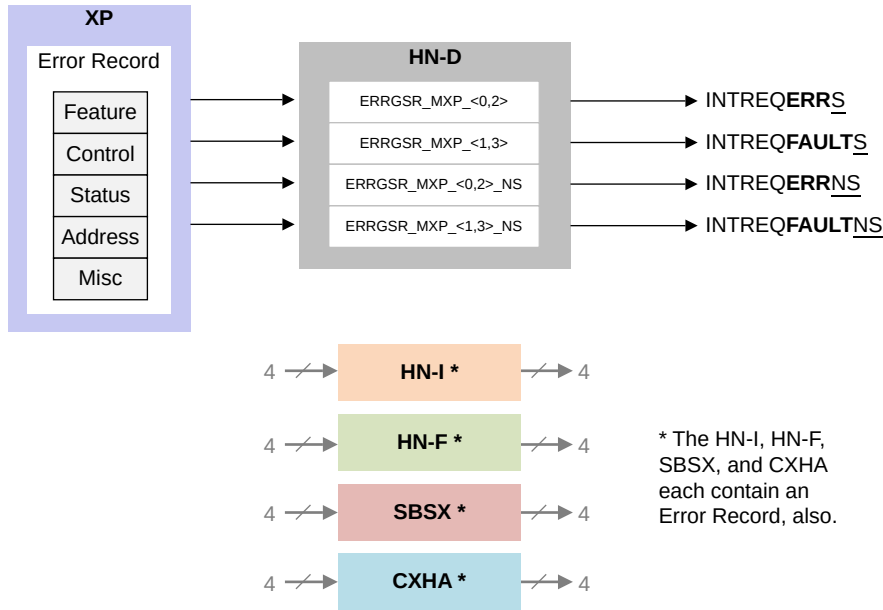 XP
Error Record
Feature
Control
Status
Address
Misc
HN-D
ERRGSR_MXP_<0,2>
ERRGSR_MXP_<1,3>
ERRGSR_MXP_<0,2>_NS
ERRGSR_MXP_<1,3>_NS
INTREQERRS
INTREQFAULTS
INTREQERRNS
INTREQFAULTNS
4 HN-I * 4
4 HN-F * 4
4 SBSX * 4
4 CXHA * 4
* The HN-I, HN-F,
SBSX, and CXHA
each contain an
Error Record, also.